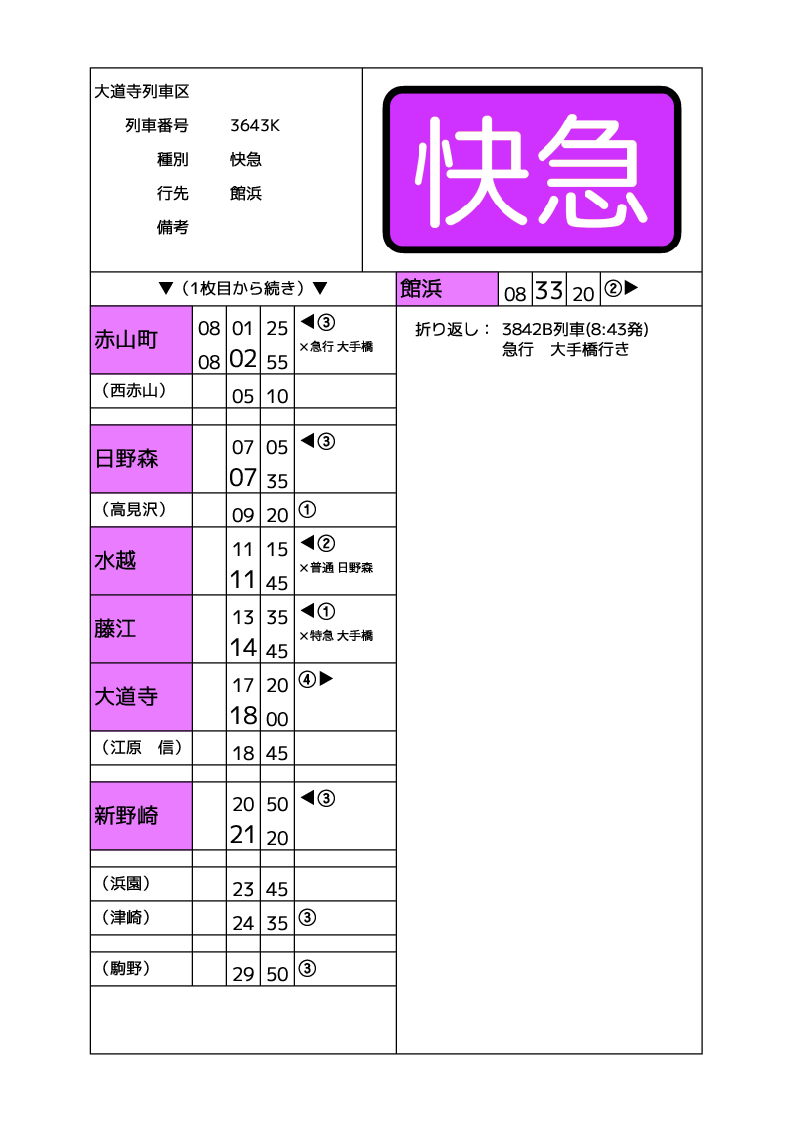 大道寺列車区
列車番号 3643K
種別 快急
行先 館浜
備考
快急
▼（1枚目から続き）▼
赤山町 08 01 25 ◀③
08 02 55 ×急行 大手橋
（西赤山） 05 10
日野森 07 05 ◀③
07 35
（高見沢） 09 20 ①
水越 11 15 ◀②
11 45 ×普通 日野森
藤江 13 35 ◀①
14 45 ×特急 大手橋
大道寺 17 20 ④▶
18 00
（江原　信） 18 45
新野崎 20 50 ◀③
21 20
（浜園） 23 45
（津崎） 24 35 ③
（駒野） 29 50 ③
館浜 08 33 20 ②▶
折り返し： 3842B列車(8:43発)
急行　大手橋行き